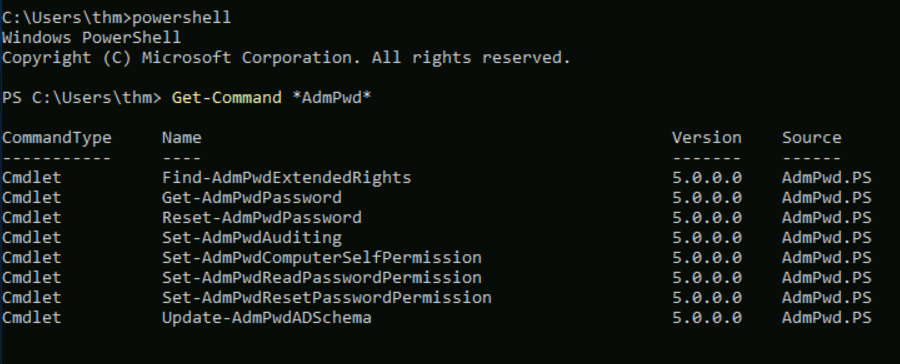 C:\Users\thm>powershell
Windows PowerShell
Copyright (C) Microsoft Corporation. All rights reserved.
PS C:\Users\thm> Get-Command *AdmPwd*
CommandType     Name                                               Version    Source
-----------     ----                                               -------    ------
Cmdlet          Find-AdmPwdExtendedRights                          5.0.0.0    AdmPwd.PS
Cmdlet          Get-AdmPwdPassword                                 5.0.0.0    AdmPwd.PS
Cmdlet          Reset-AdmPwdPassword                               5.0.0.0    AdmPwd.PS
Cmdlet          Set-AdmPwdAuditing                                 5.0.0.0    AdmPwd.PS
Cmdlet          Set-AdmPwdComputerSelfPermission                   5.0.0.0    AdmPwd.PS
Cmdlet          Set-AdmPwdReadPasswordPermission                   5.0.0.0    AdmPwd.PS
Cmdlet          Set-AdmPwdResetPasswordPermission                  5.0.0.0    AdmPwd.PS
Cmdlet          Update-AdmPwdADSchema                              5.0.0.0    AdmPwd.PS